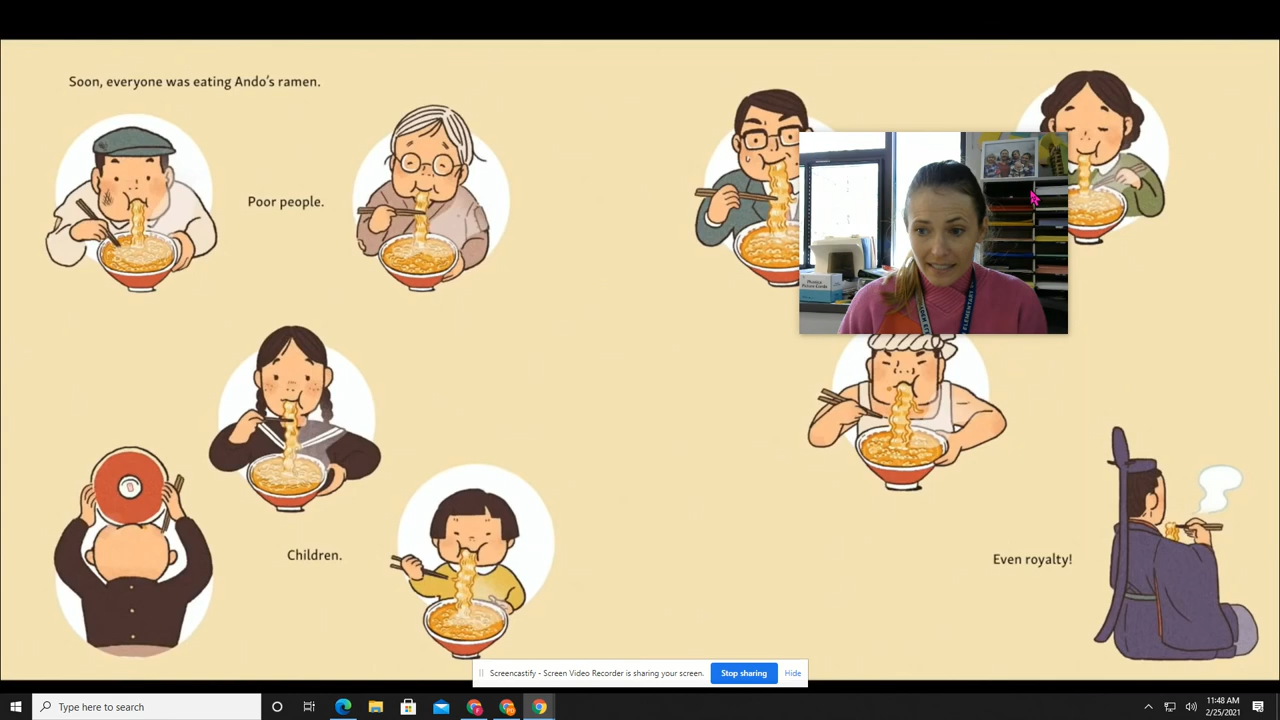 Soon, everyone was eating Ando's ramen.
Poor people.
Children.
Even royalty!
Screencastify - Screen Video Recorder is sharing your screen.
Stop sharing
Hide
Type here to search
11:48 AM
2/25/2021